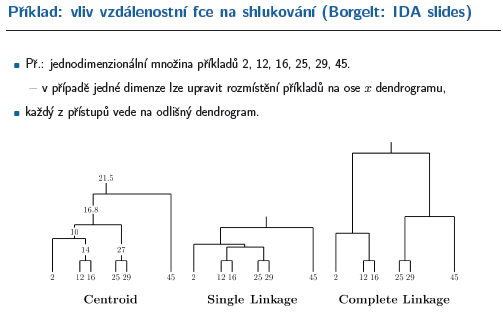 Příklad: vliv vzdálenostní fce na shlukování (Borgelt: IDA slides)
Př.: jednodimenzionální množina příkladů 2, 12, 16, 25, 29, 45.
– v případě jedné dimenze lze upravit rozmístění příkladů na ose x dendrogramu,
každý z přístupů vede na odlišný dendrogram.
21.5
16.8
10
14 27
2 12 16 25 29 45 2 12 16 25 29 45 2 12 16 25 29 45
Centroid Single Linkage Complete Linkage